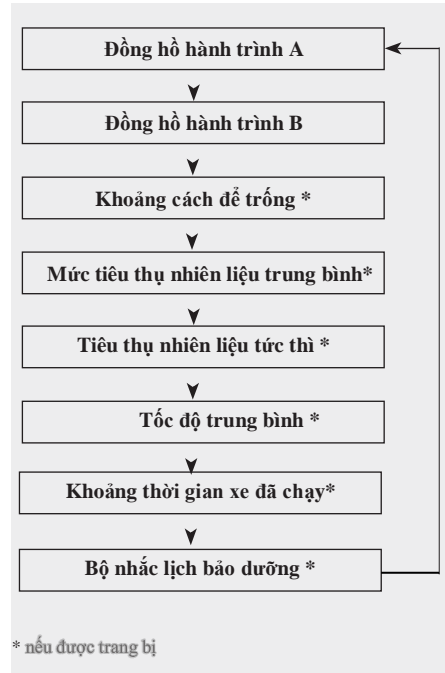 Đồng hồ hành trình A
Đồng hồ hành trình B
Khoảng cách để trống *
Mức tiêu thụ nhiên liệu trung bình*
Tiêu thụ nhiên liệu tức thì *
Tốc độ trung bình *
Khoảng thời gian xe đã chạy*
Bộ nhắc lịch bảo dưỡng *
* nếu được trang bị